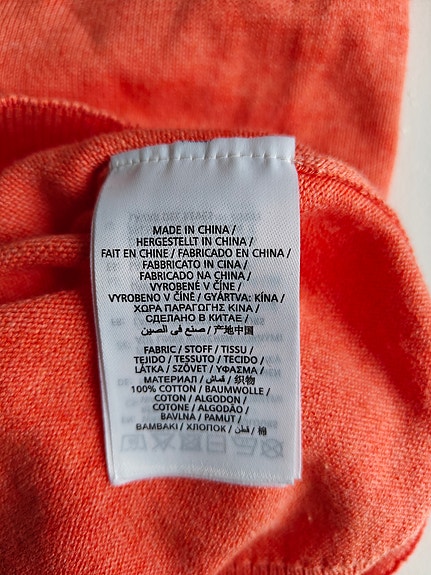 MADE IN CHINA /
HERGESTELLT IN CHINA /
FAIT EN CHINE / FABRICADO EN CHINA /
FABBRICATO IN CINA /
FABRICADO NA CHINA /
VYROBENÉ V ČÍNE /
VYROBENO V ČÍNĚ / GYÁRTVA: KÍNA /
ΧΩΡΑ ΠΑΡΑΓΩΓΗΣ ΚΙΝΑ /
СДЕЛАНО В КИТАЕ /
صنع في الصين / 产地中国
FABRIC / STOFF / TISSU /
TEJIDO / TESSUTO / TECIDO /
LÁTKA / SZÖVET / ΥΦΑΣΜΑ /
МАТЕРИАЛ / قماش / 织物
100% COTTON / BAUMWOLLE /
COTON / ALGODON /
COTONE / ALGODÃO /
BAVLNA / PAMUT /
ΒΑΜΒΑΚΙ / ХЛОПОК / قطن / 棉